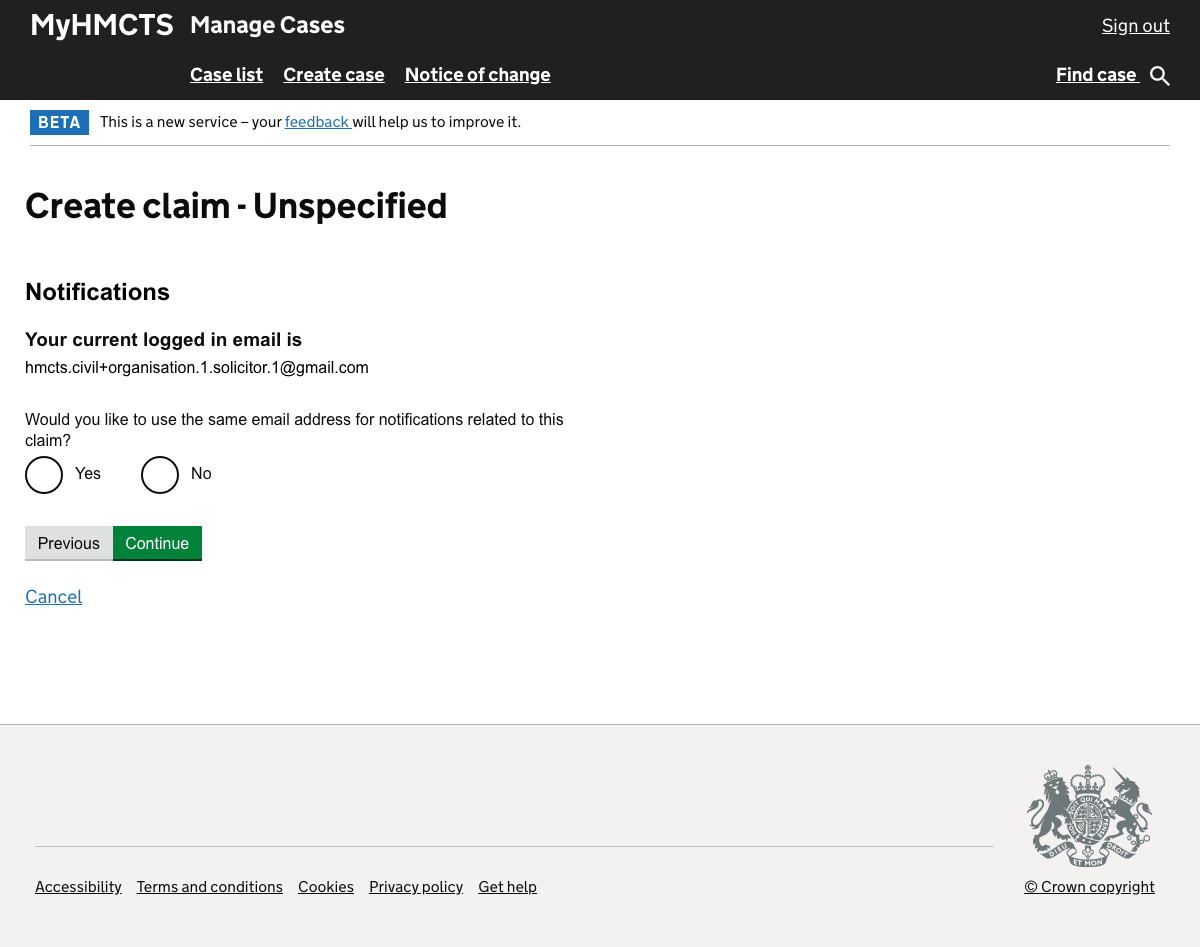 MyHMCTS Manage Cases Sign out
Case list Create case Notice of change Find case
BETA This is a new service – your feedback will help us to improve it.
Create claim - Unspecified
Notifications
Your current logged in email is
hmcts.civil+organisation.1.solicitor.1@gmail.com
Would you like to use the same email address for notifications related to this
claim?
Yes No
Previous Continue
Cancel
DIEU ET MON DROIT
Accessibility Terms and conditions Cookies Privacy policy Get help © Crown copyright